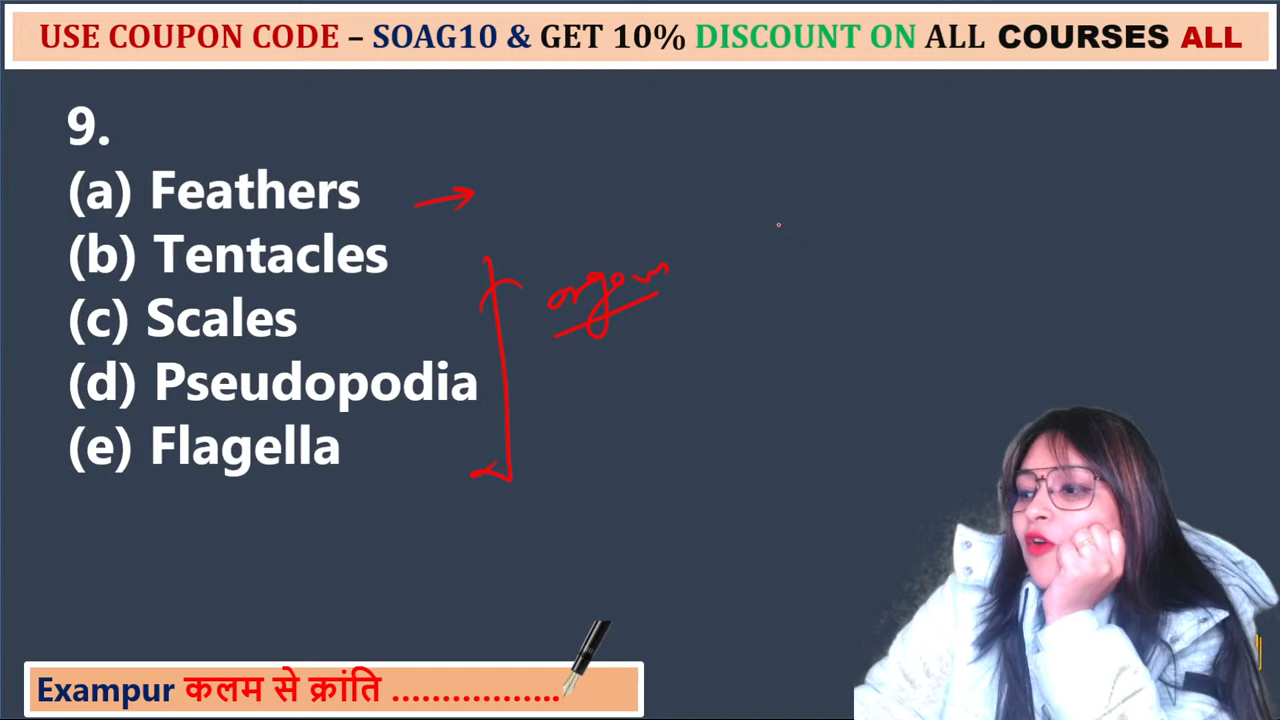 USE COUPON CODE – SOAG10 & GET 10% DISCOUNT ON ALL COURSES ALL
9.
(a) Feathers
(b) Tentacles
(c) Scales
(d) Pseudopodia
(e) Flagella
Exampur कलम से क्रांति .................